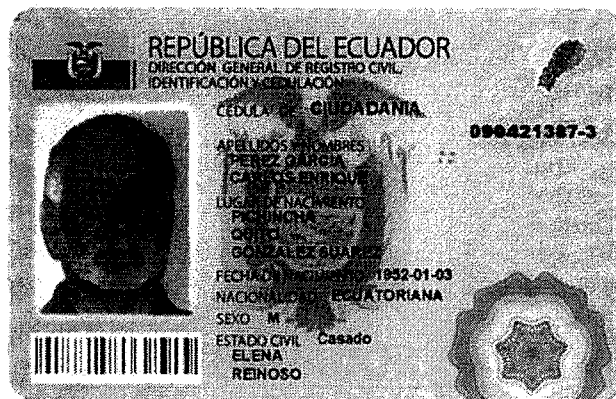 REPÚBLICA DEL ECUADOR
DIRECCIÓN GENERAL DE REGISTRO CIVIL,
IDENTIFICACIÓN Y CEDULACIÓN
CÉDULA DE CIUDADANÍA
090421387-3
APELLIDOS Y NOMBRES
PEREZ GARCIA
CARLOS ENRIQUE
LUGAR DE NACIMIENTO
PICHINCHA
QUITO
GONZALEZ SUAREZ
FECHA DE NACIMIENTO 1952-01-03
NACIONALIDAD ECUATORIANA
SEXO M
ESTADO CIVIL Casado
ELENA
REINOSO